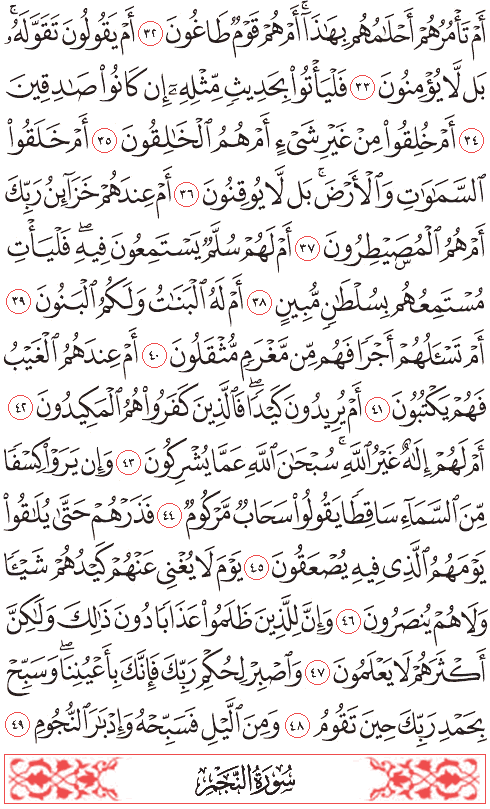 أَمْ تَأْمُرُهُمْ أَحْلَٰمُهُم بِهَٰذَآ ۚ أَمْ هُمْ قَوْمٌ طَاغُونَ ٣٢ أَمْ يَقُولُونَ تَقَوَّلَهُۥ ۚ
بَل لَّا يُؤْمِنُونَ ٣٣ فَلْيَأْتُوا۟ بِحَدِيثٍ مِّثْلِهِۦٓ إِن كَانُوا۟ صَٰدِقِينَ
٣٤ أَمْ خُلِقُوا۟ مِنْ غَيْرِ شَىْءٍ أَمْ هُمُ ٱلْخَٰلِقُونَ ٣٥ أَمْ خَلَقُوا۟
ٱلسَّمَٰوَٰتِ وَٱلْأَرْضَ ۚ بَل لَّا يُوقِنُونَ ٣٦ أَمْ عِندَهُمْ خَزَآئِنُ رَبِّكَ
أَمْ هُمُ ٱلْمُصَۣيْطِرُونَ ٣٧ أَمْ لَهُمْ سُلَّمٌ يَسْتَمِعُونَ فِيهِ ۖ فَلْيَأْتِ
مُسْتَمِعُهُم بِسُلْطَٰنٍ مُّبِينٍ ٣٨ أَمْ لَهُ ٱلْبَنَٰتُ وَلَكُمُ ٱلْبَنُونَ ٣٩
أَمْ تَسْـَٔلُهُمْ أَجْرًا فَهُم مِّن مَّغْرَمٍ مُّثْقَلُونَ ٤٠ أَمْ عِندَهُمُ ٱلْغَيْبُ
فَهُمْ يَكْتُبُونَ ٤١ أَمْ يُرِيدُونَ كَيْدًا ۖ فَٱلَّذِينَ كَفَرُوا۟ هُمُ ٱلْمَكِيدُونَ ٤٢
أَمْ لَهُمْ إِلَٰهٌ غَيْرُ ٱللَّهِ ۚ سُبْحَٰنَ ٱللَّهِ عَمَّا يُشْرِكُونَ ٤٣ وَإِن يَرَوْا۟ كِسْفًا
مِّنَ ٱلسَّمَآءِ سَاقِطًا يَقُولُوا۟ سَحَابٌ مَّرْكُومٌ ٤٤ فَذَرْهُمْ حَتَّىٰ يُلَٰقُوا۟
يَوْمَهُمُ ٱلَّذِى فِيهِ يُصْعَقُونَ ٤٥ يَوْمَ لَا يُغْنِى عَنْهُمْ كَيْدُهُمْ شَيْـًٔا
وَلَا هُمْ يُنصَرُونَ ٤٦ وَإِنَّ لِلَّذِينَ ظَلَمُوا۟ عَذَابًا دُونَ ذَٰلِكَ وَلَٰكِنَّ
أَكْثَرَهُمْ لَا يَعْلَمُونَ ٤٧ وَٱصْبِرْ لِحُكْمِ رَبِّكَ فَإِنَّكَ بِأَعْيُنِنَا ۖ وَسَبِّحْ
بِحَمْدِ رَبِّكَ حِينَ تَقُومُ ٤٨ وَمِنَ ٱلَّيْلِ فَسَبِّحْهُ وَإِدْبَٰرَ ٱلنُّجُومِ ٤٩
سُورَةُ النَّجْمِ